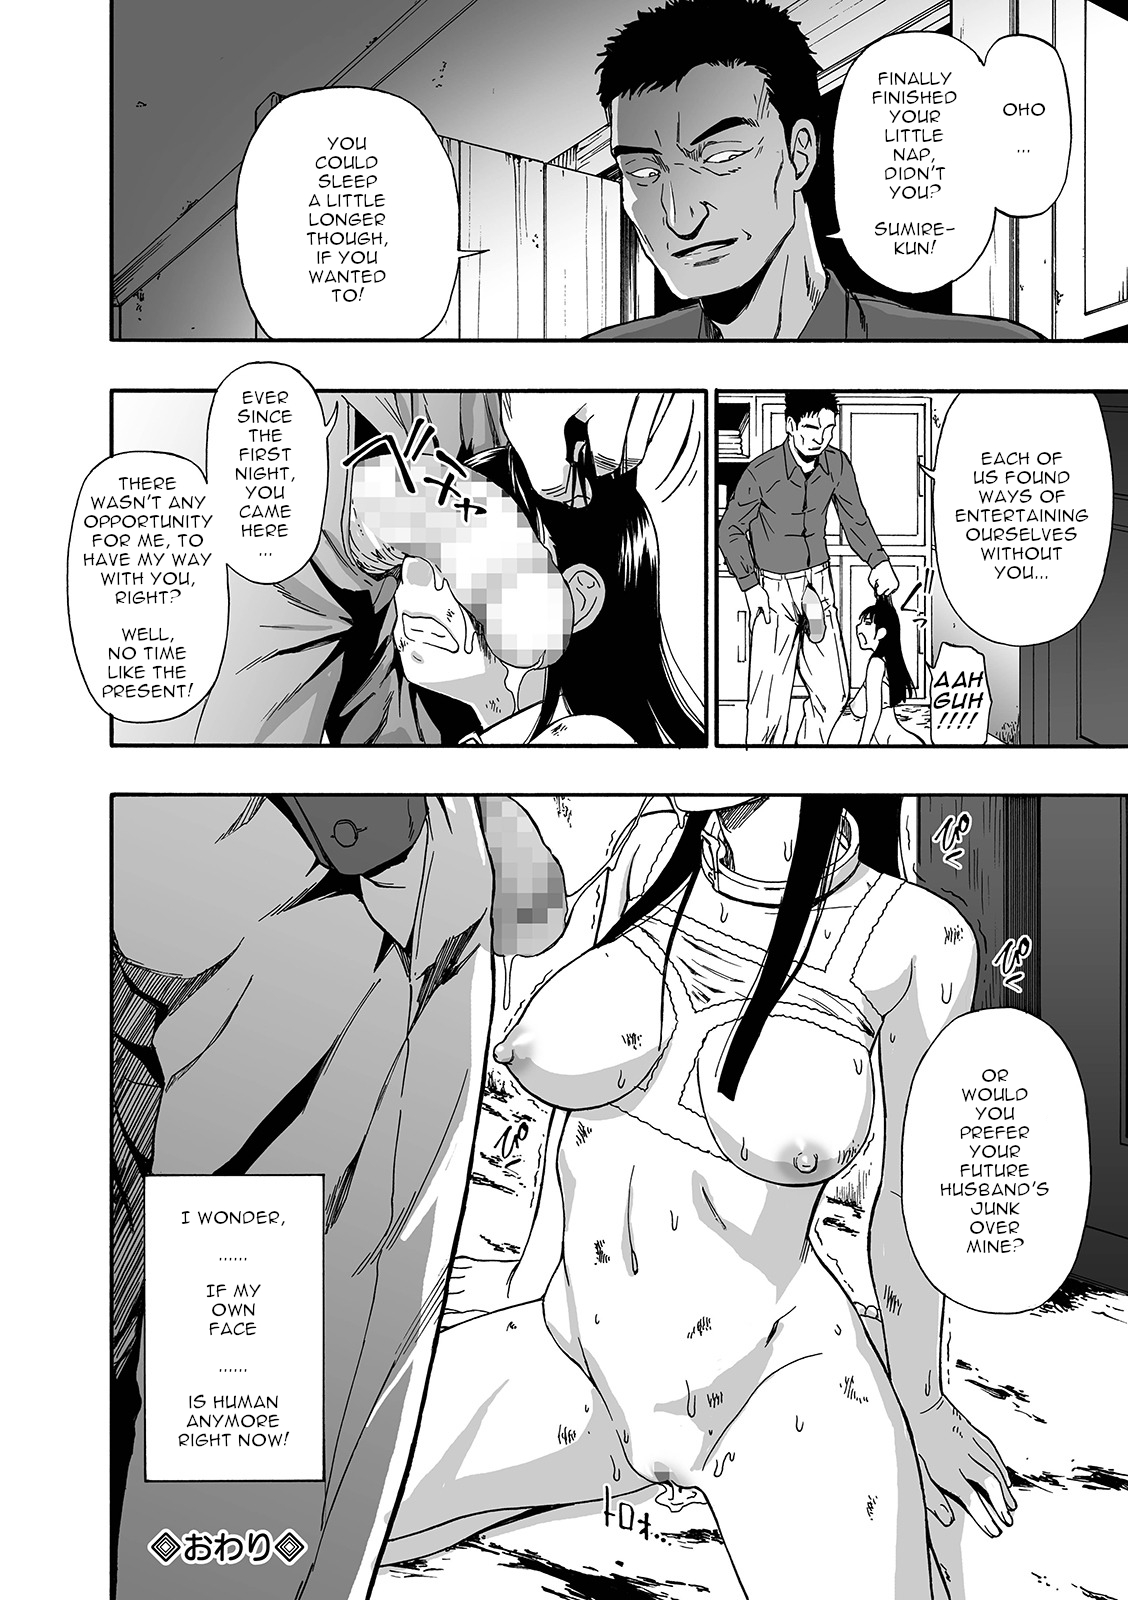 OHO
...
FINALLY
FINISHED
YOUR
LITTLE
NAP,
DIDN'T
YOU?
SUMIRE-
KUN!
YOU
COULD
SLEEP
A LITTLE
LONGER
THOUGH,
IF YOU
WANTED
TO!
EACH OF
US FOUND
WAYS OF
ENTERTAINING
OURSELVES
WITHOUT
YOU...
AAH
GUH
!!!!
EVER
SINCE
THE
FIRST
NIGHT,
YOU
CAME
HERE
...
THERE
WASN'T ANY
OPPORTUNITY
FOR ME, TO
HAVE MY WAY
WITH YOU,
RIGHT?
WELL,
NO TIME
LIKE THE
PRESENT!
OR
WOULD
YOU
PREFER
YOUR
FUTURE
HUSBAND'S
JUNK
OVER
MINE?
I WONDER,
......
IF MY
OWN
FACE
......
IS HUMAN
ANYMORE
RIGHT NOW!
おわり